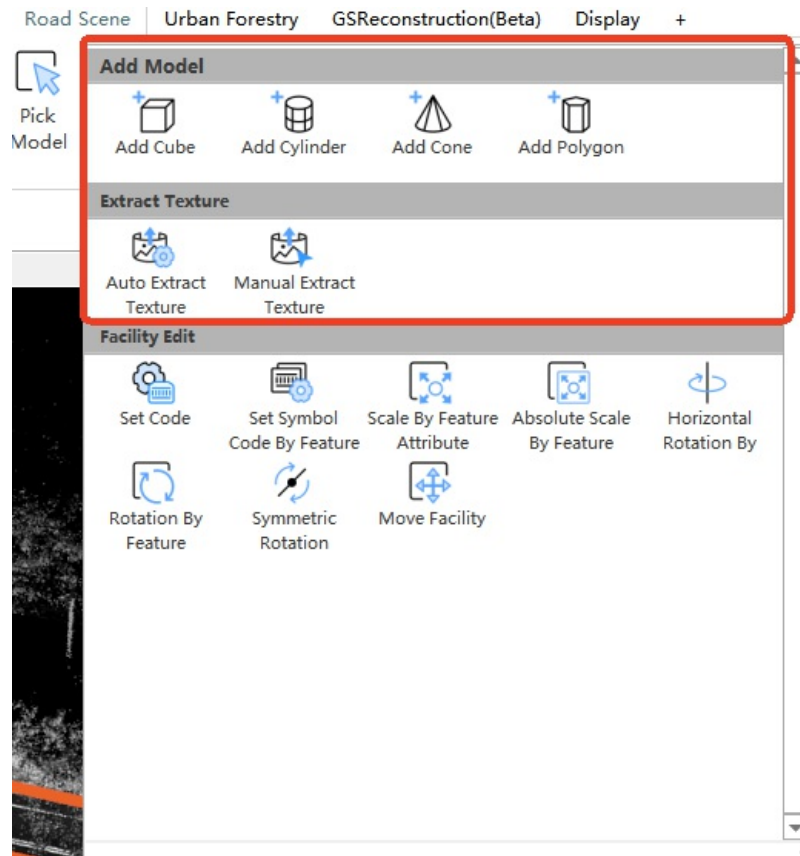 Road Scene Urban Forestry GSReconstruction(Beta) Display +
Pick
Model
Add Model
Add Cube Add Cylinder Add Cone Add Polygon
Extract Texture
Auto Extract Manual Extract
Texture Texture
Facility Edit
Set Code Set Symbol Scale By Feature Absolute Scale Horizontal
Code By Feature Attribute By Feature Rotation By
Rotation By Symmetric Move Facility
Feature Rotation